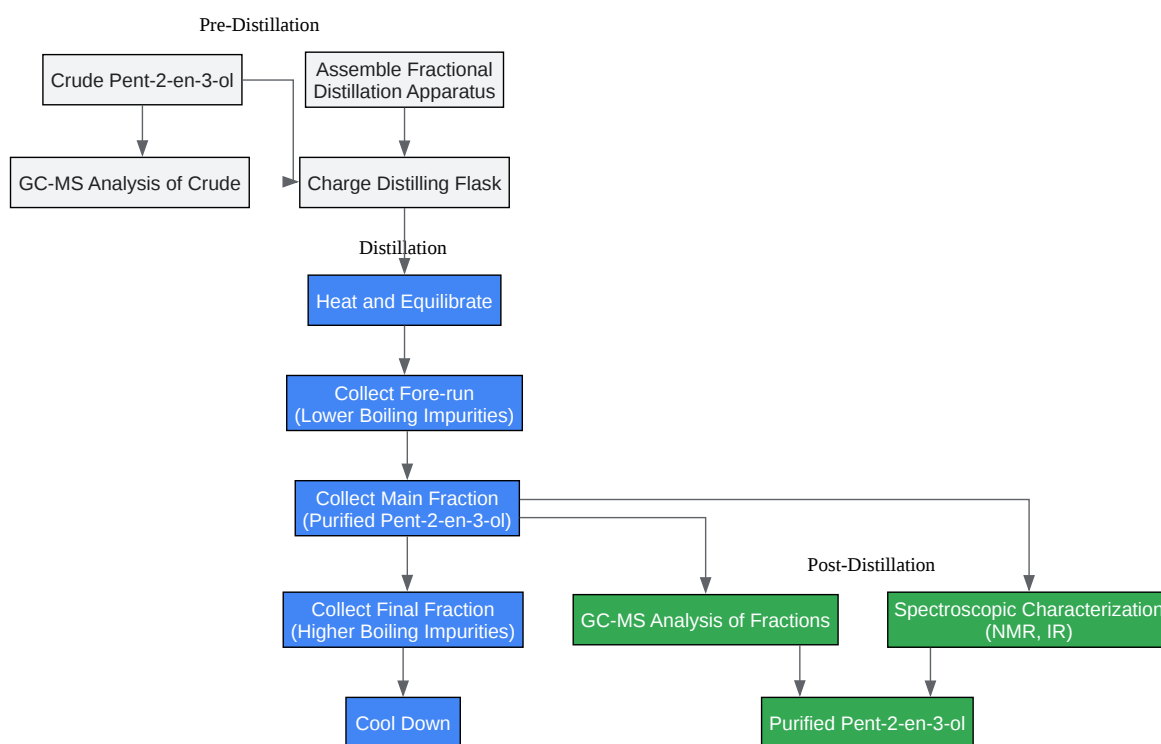 Pre-Distillation
Crude Pent-2-en-3-ol
Assemble Fractional
Distillation Apparatus
GC-MS Analysis of Crude
Charge Distilling Flask
Distillation
Heat and Equilibrate
Collect Fore-run
(Lower Boiling Impurities)
Collect Main Fraction
(Purified Pent-2-en-3-ol)
Post-Distillation
Collect Final Fraction
(Higher Boiling Impurities)
GC-MS Analysis of Fractions
Spectroscopic Characterization
(NMR, IR)
Cool Down
Purified Pent-2-en-3-ol